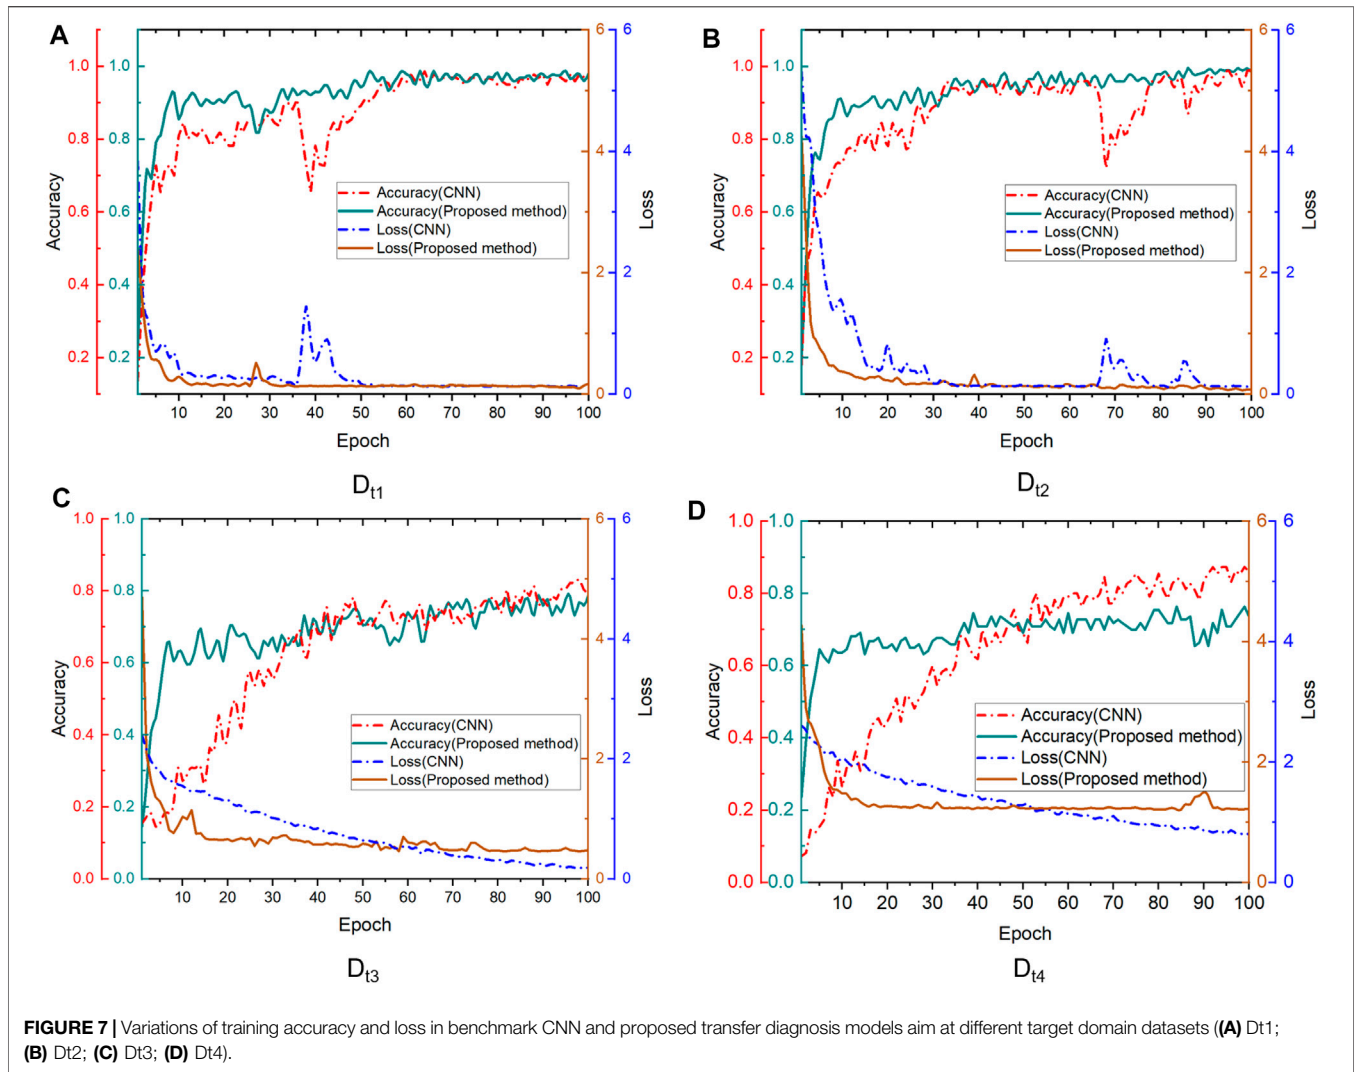 A
Accuracy
1.0
0.8
0.6
0.4
0.2
1.0
0.8
0.6
0.4
0.2
Accuracy(CNN)
Accuracy(Proposed method)
Loss(CNN)
Loss(Proposed method)
6
4
2
0
6
4
2
0
Loss
10 20 30 40 50 60 70 80 90 100
Epoch
Dt1
B
Accuracy
1.0
0.8
0.6
0.4
0.2
1.0
0.8
0.6
0.4
0.2
Accuracy(CNN)
Accuracy(Proposed method)
Loss(CNN)
Loss(Proposed method)
6
4
2
0
6
4
2
0
Loss
10 20 30 40 50 60 70 80 90 100
Epoch
Dt2
C
Accuracy
1.0
0.8
0.6
0.4
0.2
0.0
1.0
0.8
0.6
0.4
0.2
0.0
Accuracy(CNN)
Accuracy(Proposed method)
Loss(CNN)
Loss(Proposed method)
6
4
2
0
6
4
2
0
Loss
10 20 30 40 50 60 70 80 90 100
Epoch
Dt3
D
Accuracy
1.0
0.8
0.6
0.4
0.2
0.0
1.0
0.8
0.6
0.4
0.2
0.0
Accuracy(CNN)
Accuracy(Proposed method)
Loss(CNN)
Loss(Proposed method)
6
4
2
0
6
4
2
0
Loss
10 20 30 40 50 60 70 80 90 100
Epoch
Dt4
FIGURE 7 | Variations of training accuracy and loss in benchmark CNN and proposed transfer diagnosis models aim at different target domain datasets ((A) Dt1;
(B) Dt2; (C) Dt3; (D) Dt4).